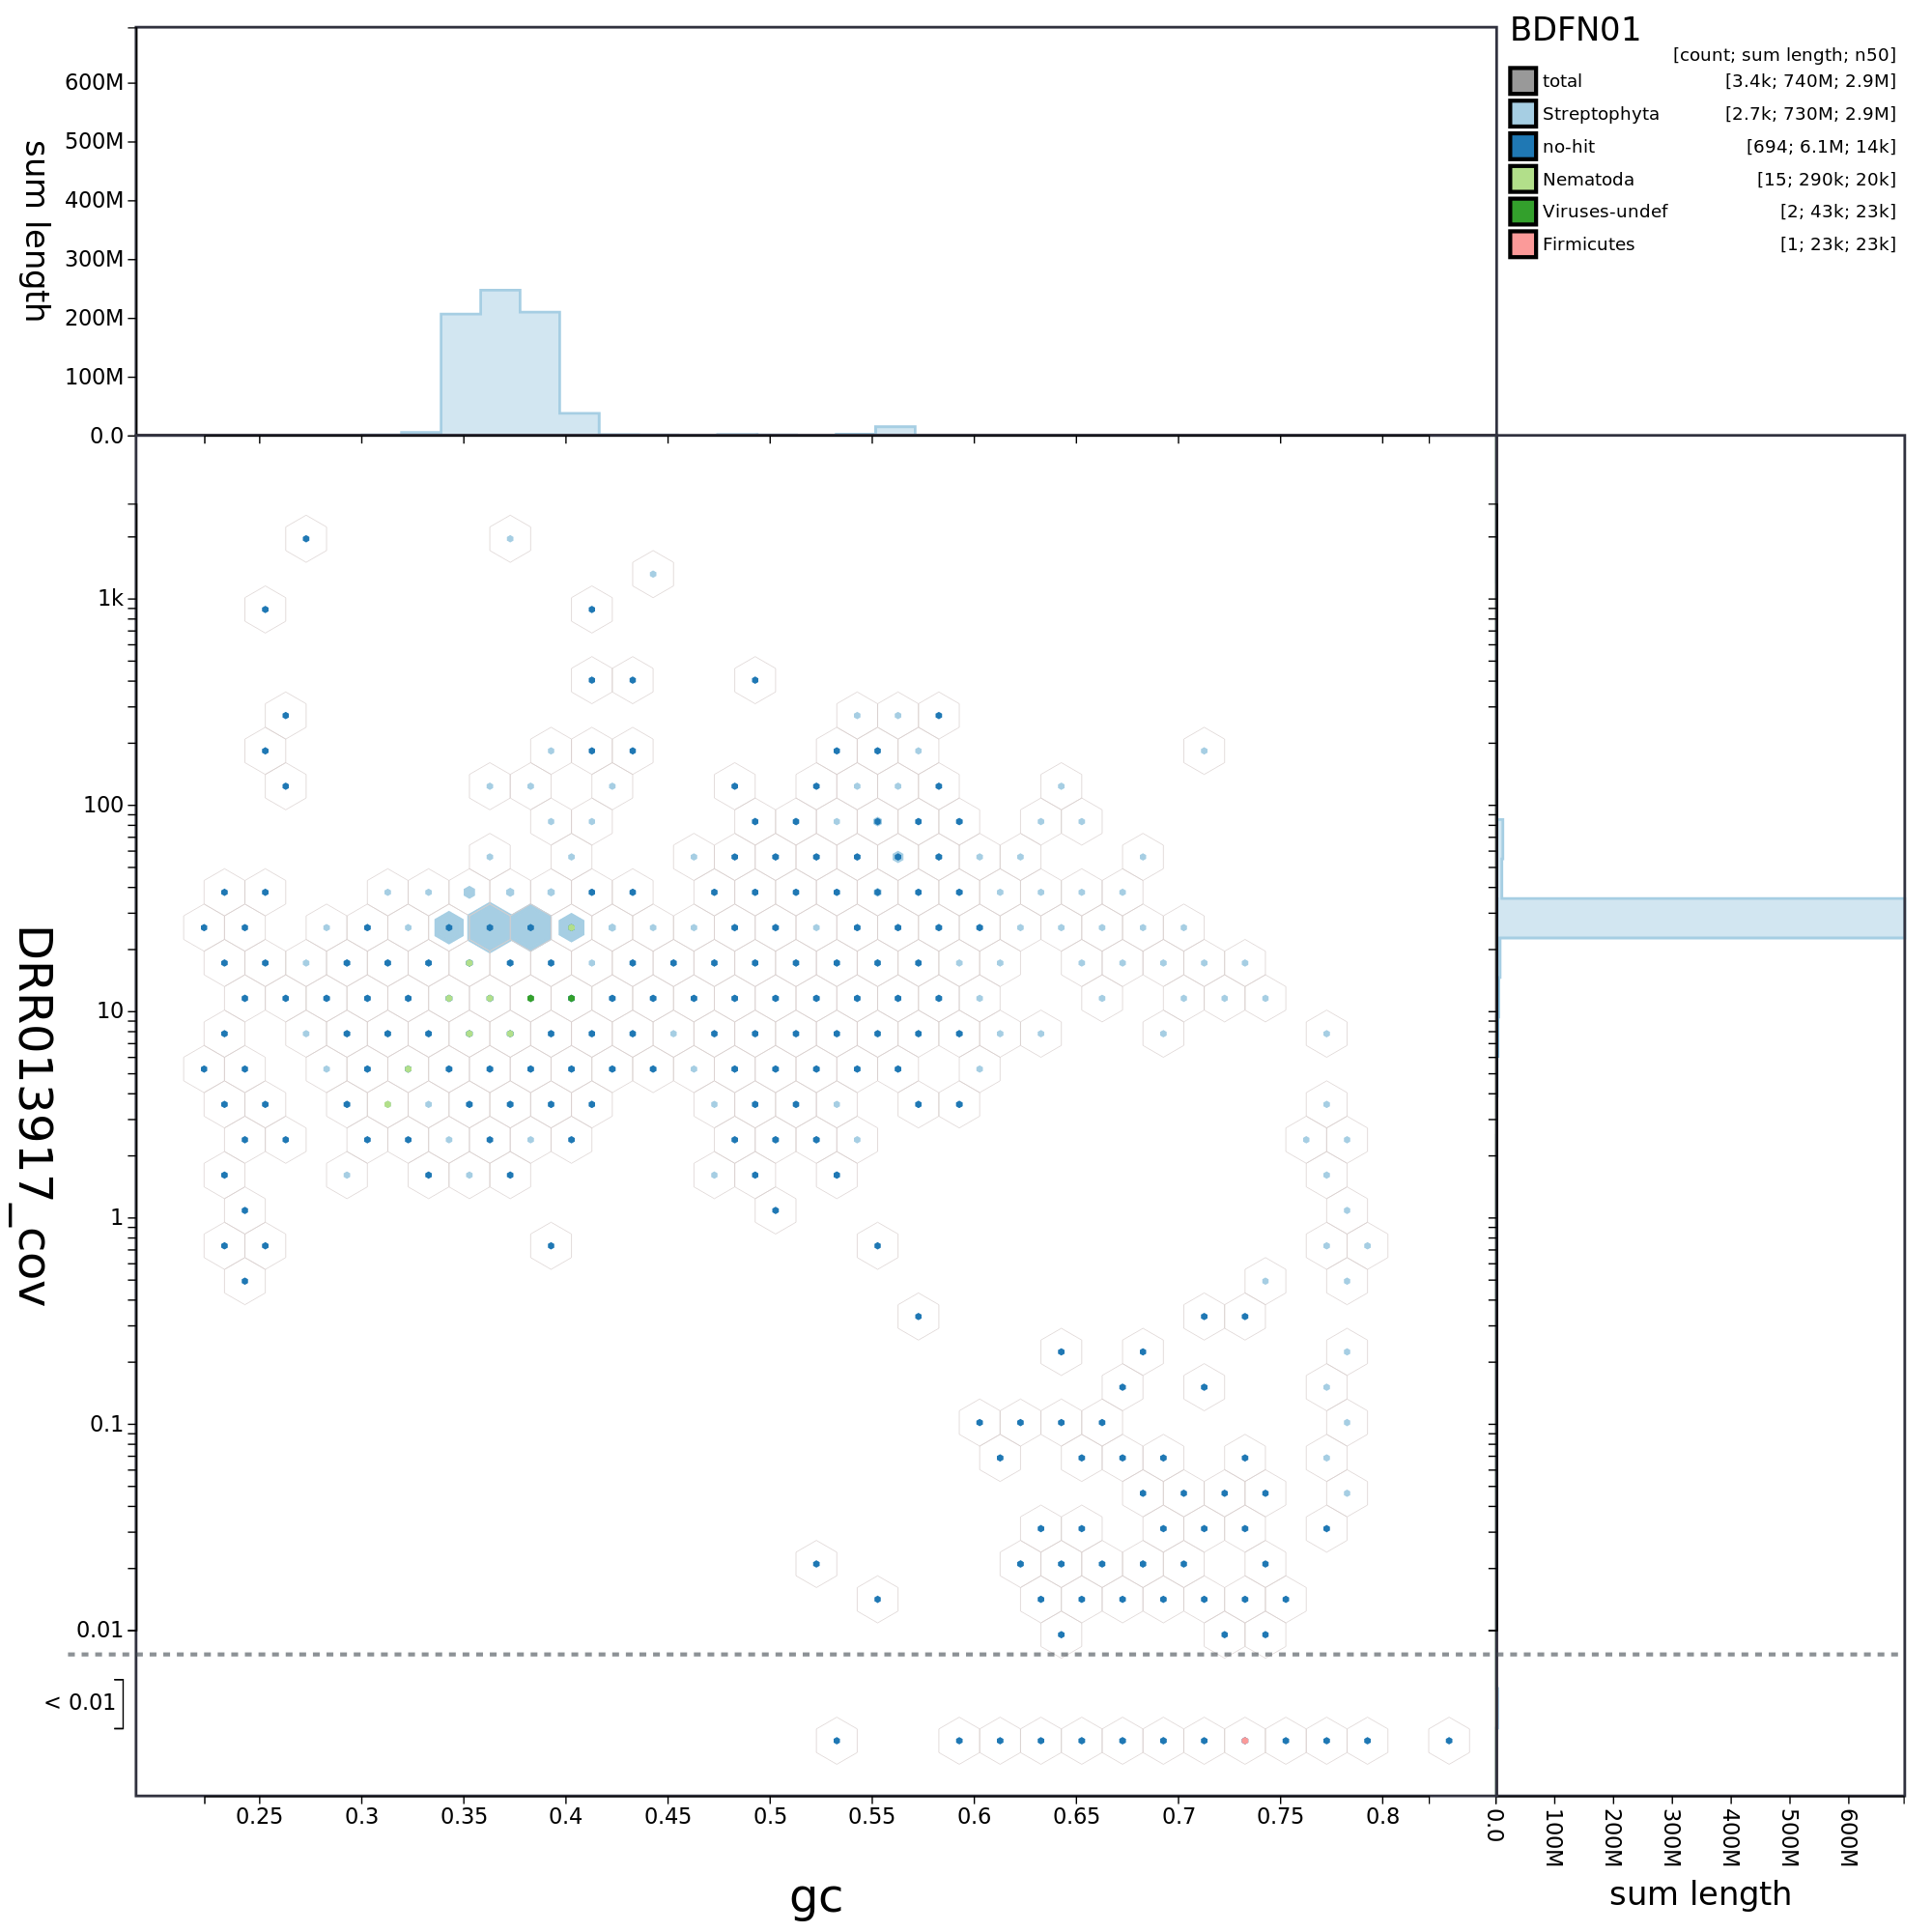 BDFN01
[count; sum length; n50]
total [3.4k; 740M; 2.9M]
Streptophyta [2.7k; 730M; 2.9M]
no-hit [694; 6.1M; 14k]
Nematoda [15; 290k; 20k]
Viruses-undef [2; 43k; 23k]
Firmicutes [1; 23k; 23k]
sum length
600M
500M
400M
300M
200M
100M
0.0
DRR013917_cov
1k
100
10
1
0.1
0.01
< 0.01
0.25 0.3 0.35 0.4 0.45 0.5 0.55 0.6 0.65 0.7 0.75 0.8
gc
0.0 100M 200M 300M 400M 500M 600M
sum length